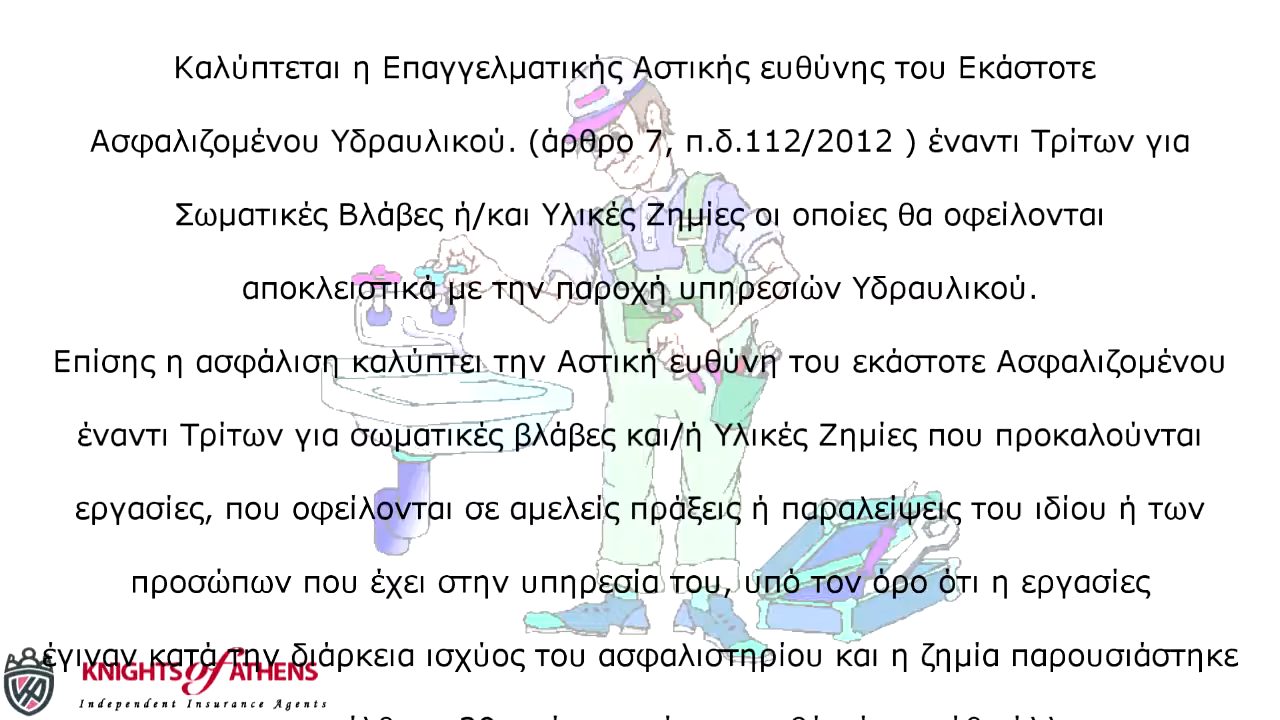 Καλύπτεται η Επαγγελματικής Αστικής ευθύνης του Εκάστοτε
Ασφαλιζομένου Υδραυλικού. (άρθρο 7, π.δ.112/2012 ) έναντι Τρίτων για
Σωματικές Βλάβες ή/και Υλικές Ζημίες οι οποίες θα οφείλονται
αποκλειστικά με την παροχή υπηρεσιών Υδραυλικού.
Επίσης η ασφάλιση καλύπτει την Αστική ευθύνη του εκάστοτε Ασφαλιζομένου
έναντι Τρίτων για σωματικές βλάβες και/ή Υλικές Ζημίες που προκαλούνται
εργασίες, που οφείλονται σε αμελείς πράξεις ή παραλείψεις του ιδίου ή των
προσώπων που έχει στην υπηρεσία του, υπό τον όρο ότι η εργασίες
έγιναν κατά την διάρκεια ισχύος του ασφαλιστηρίου και η ζημία παρουσιάστηκε
KNIGHTS of ATHENS
Independent Insurance Agents